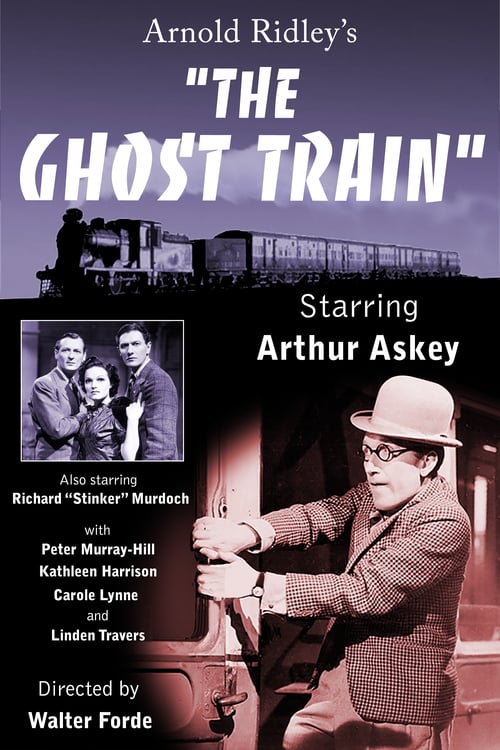 Arnold Ridley's
"THE
GHOST TRAIN"
Starring
Arthur Askey
Also starring
Richard "Stinker" Murdoch
with
Peter Murray-Hill
Kathleen Harrison
Carole Lynne
and
Linden Travers
Directed by
Walter Forde